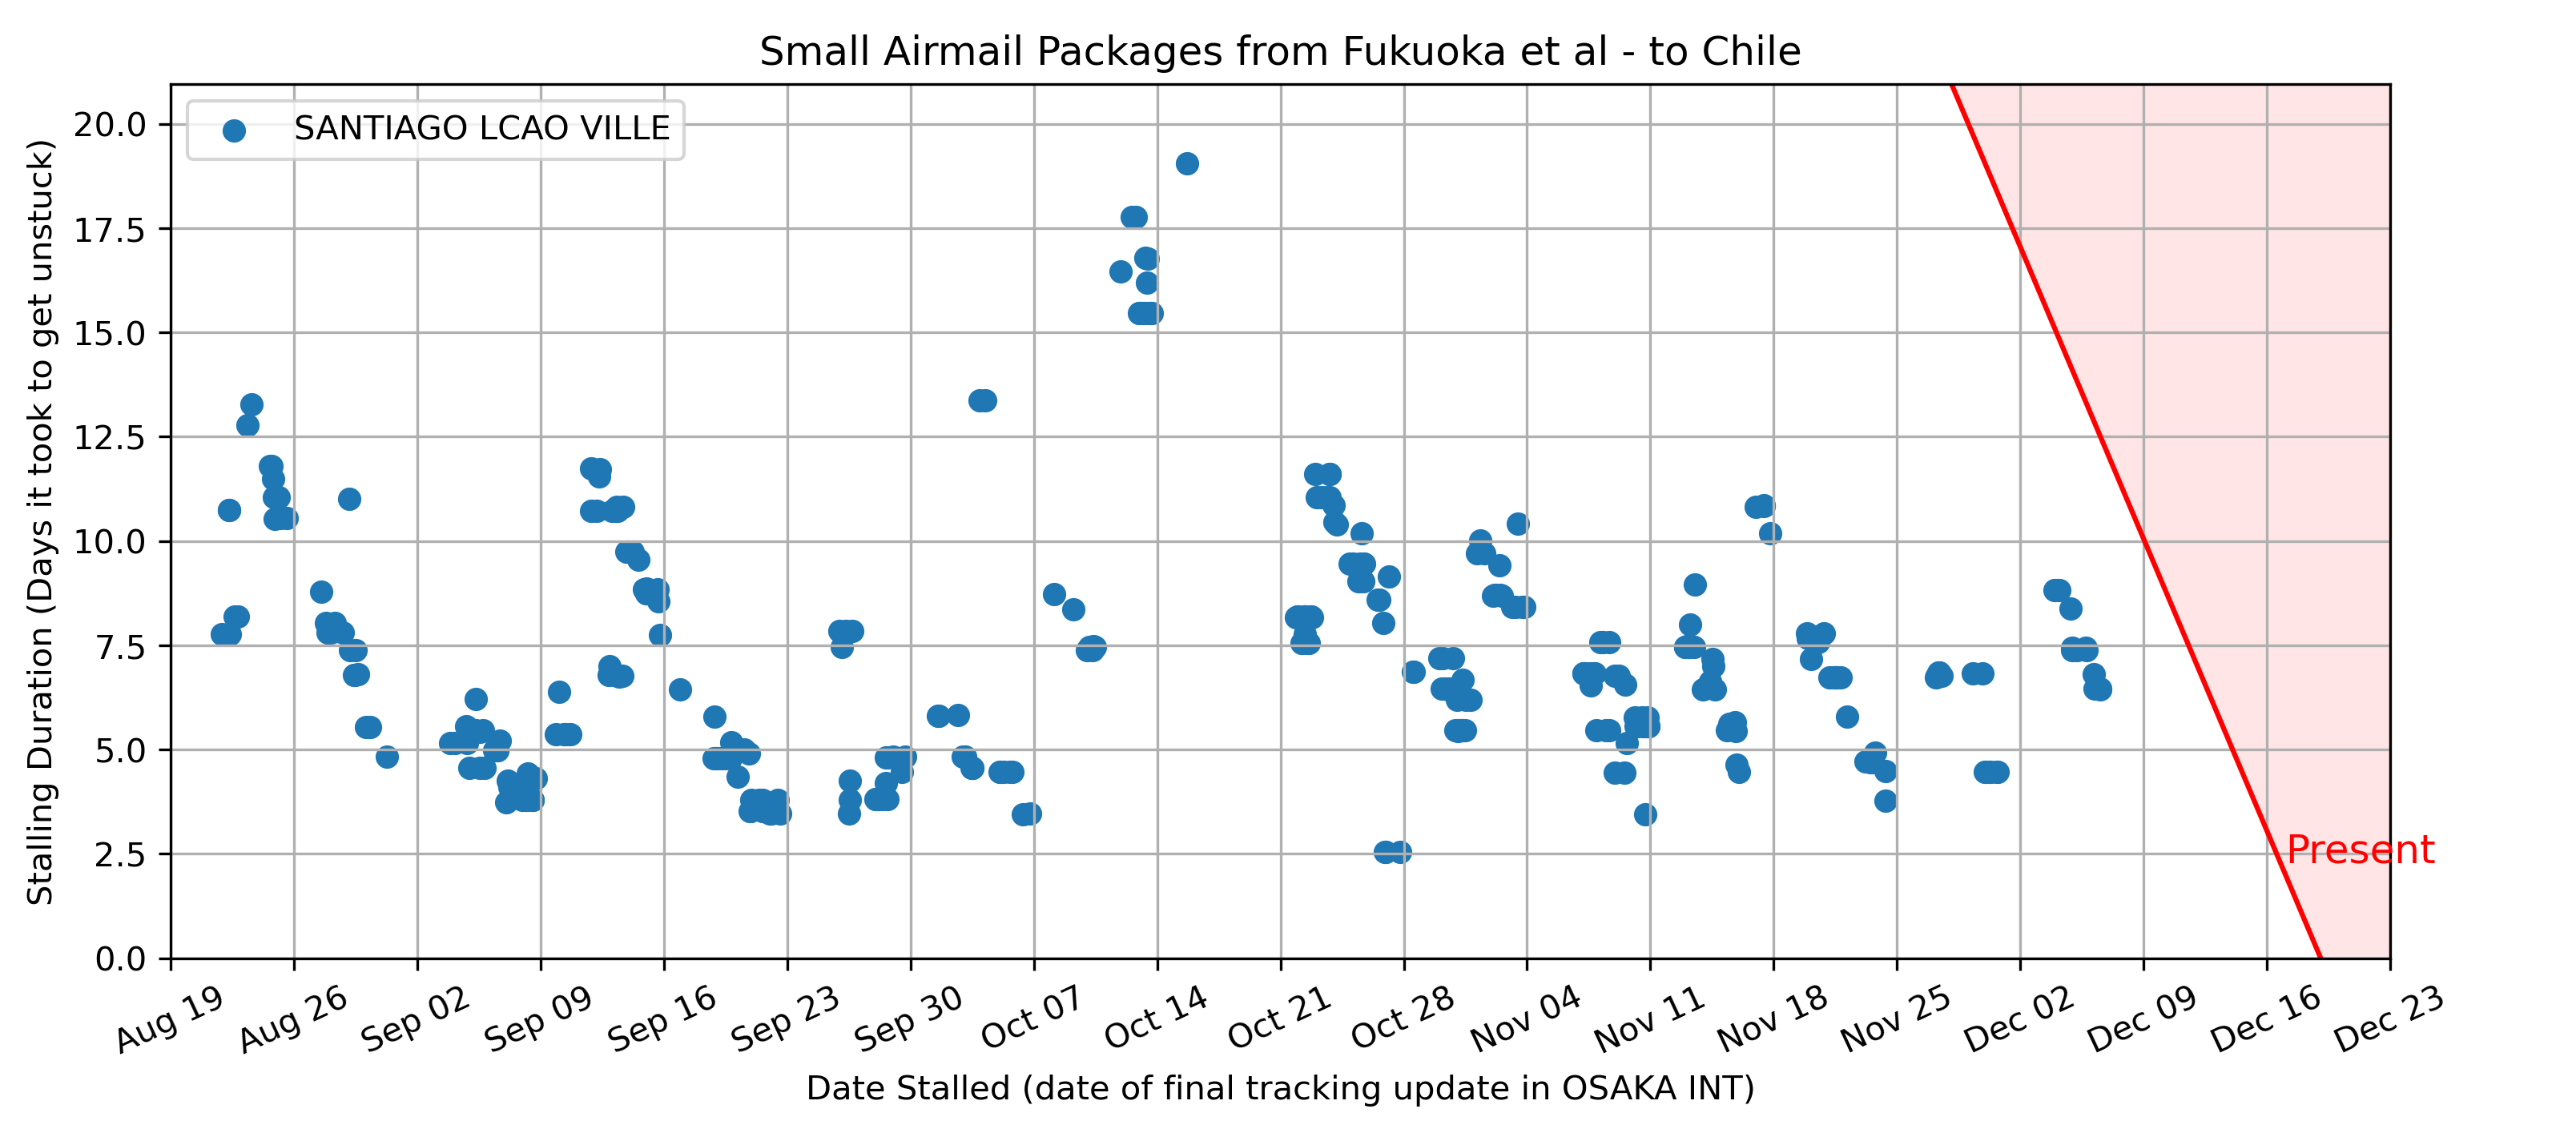 Small Airmail Packages from Fukuoka et al - to Chile
SANTIAGO LCAO VILLE
Stalling Duration (Days it took to get unstuck)
20.0
17.5
15.0
12.5
10.0
7.5
5.0
2.5
0.0
Present
Aug 19 Aug 26 Sep 02 Sep 09 Sep 16 Sep 23 Sep 30 Oct 07 Oct 14 Oct 21 Oct 28 Nov 04 Nov 11 Nov 18 Nov 25 Dec 02 Dec 09 Dec 16 Dec 23
Date Stalled (date of final tracking update in OSAKA INT)